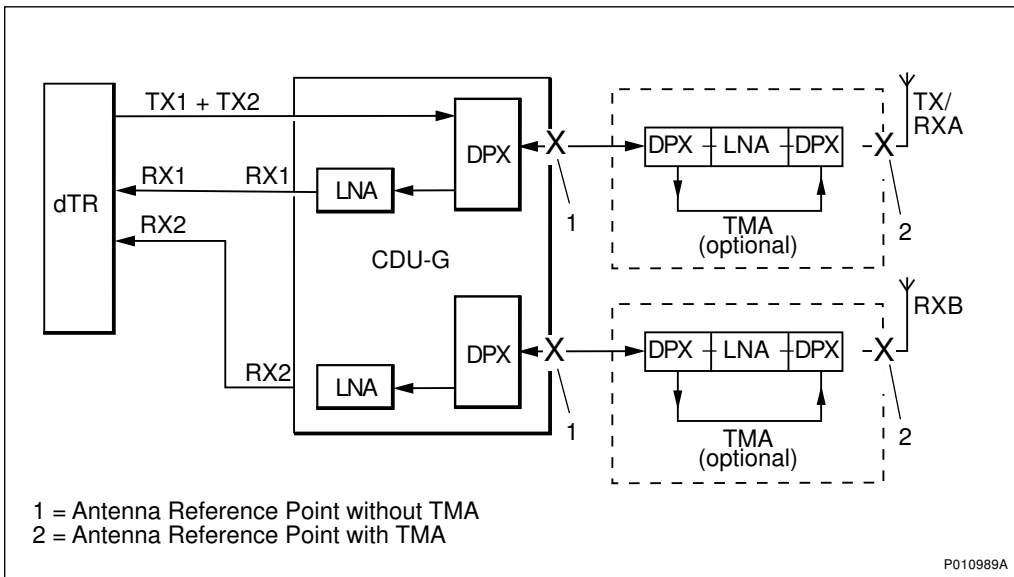 TX1 + TX2
RX1
RX1
RX2
RX2
dTR
LNA
DPX
CDU-G
LNA
DPX
X
1
X
1
DPX
LNA
DPX
TMA
(optional)
X
2
TX/
RXA
DPX
LNA
DPX
TMA
(optional)
X
2
RXB
1 = Antenna Reference Point without TMA
2 = Antenna Reference Point with TMA
P010989A